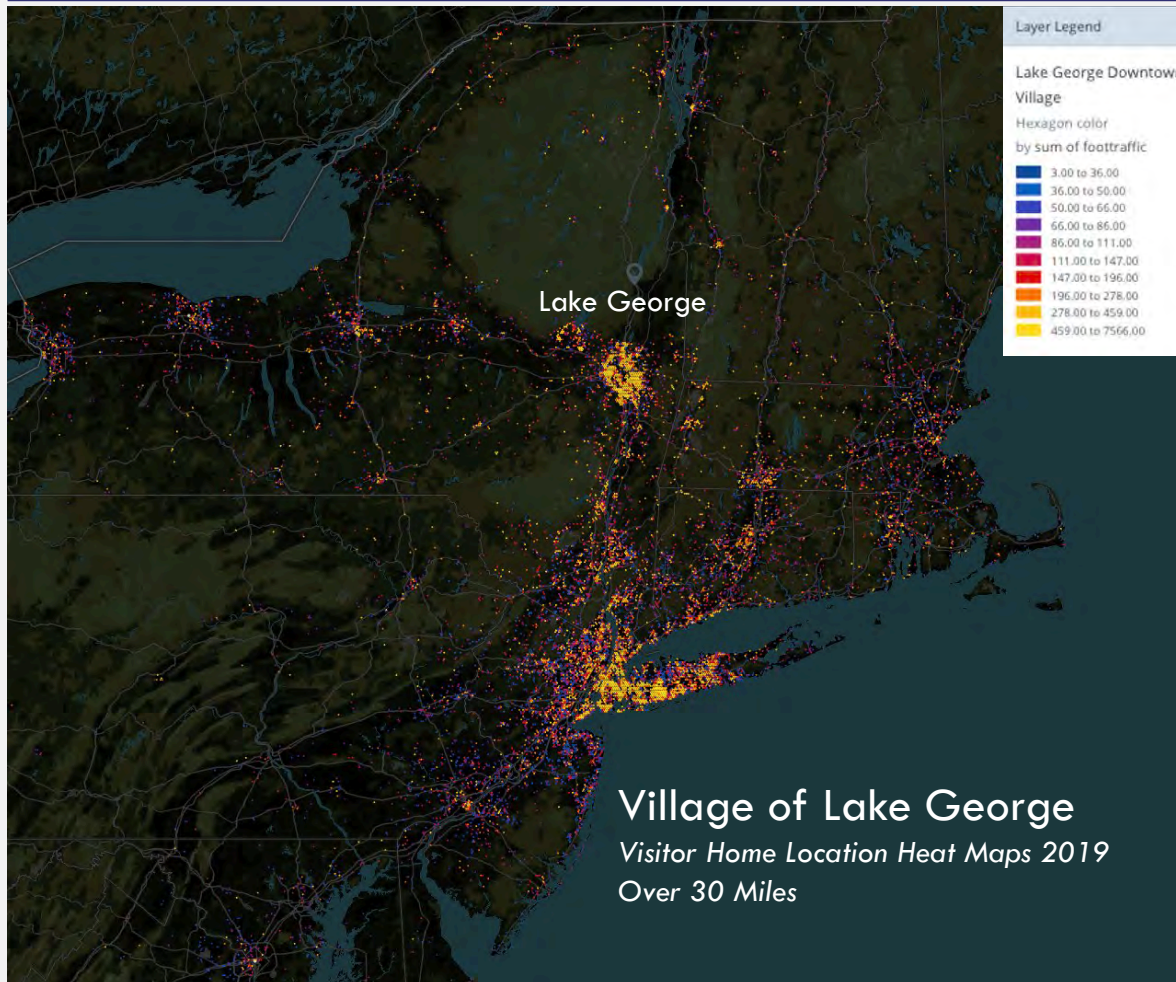 Layer Legend
Lake George Downtow
Village
Hexagon color
by sum of foottraffic
3.00 to 36.00
36.00 to 50.00
50.00 to 66.00
66.00 to 86.00
86.00 to 111.00
111.00 to 147.00
147.00 to 196.00
196.00 to 278.00
278.00 to 459.00
459.00 to 7566.00
Lake George
Village of Lake George
Visitor Home Location Heat Maps 2019
Over 30 Miles